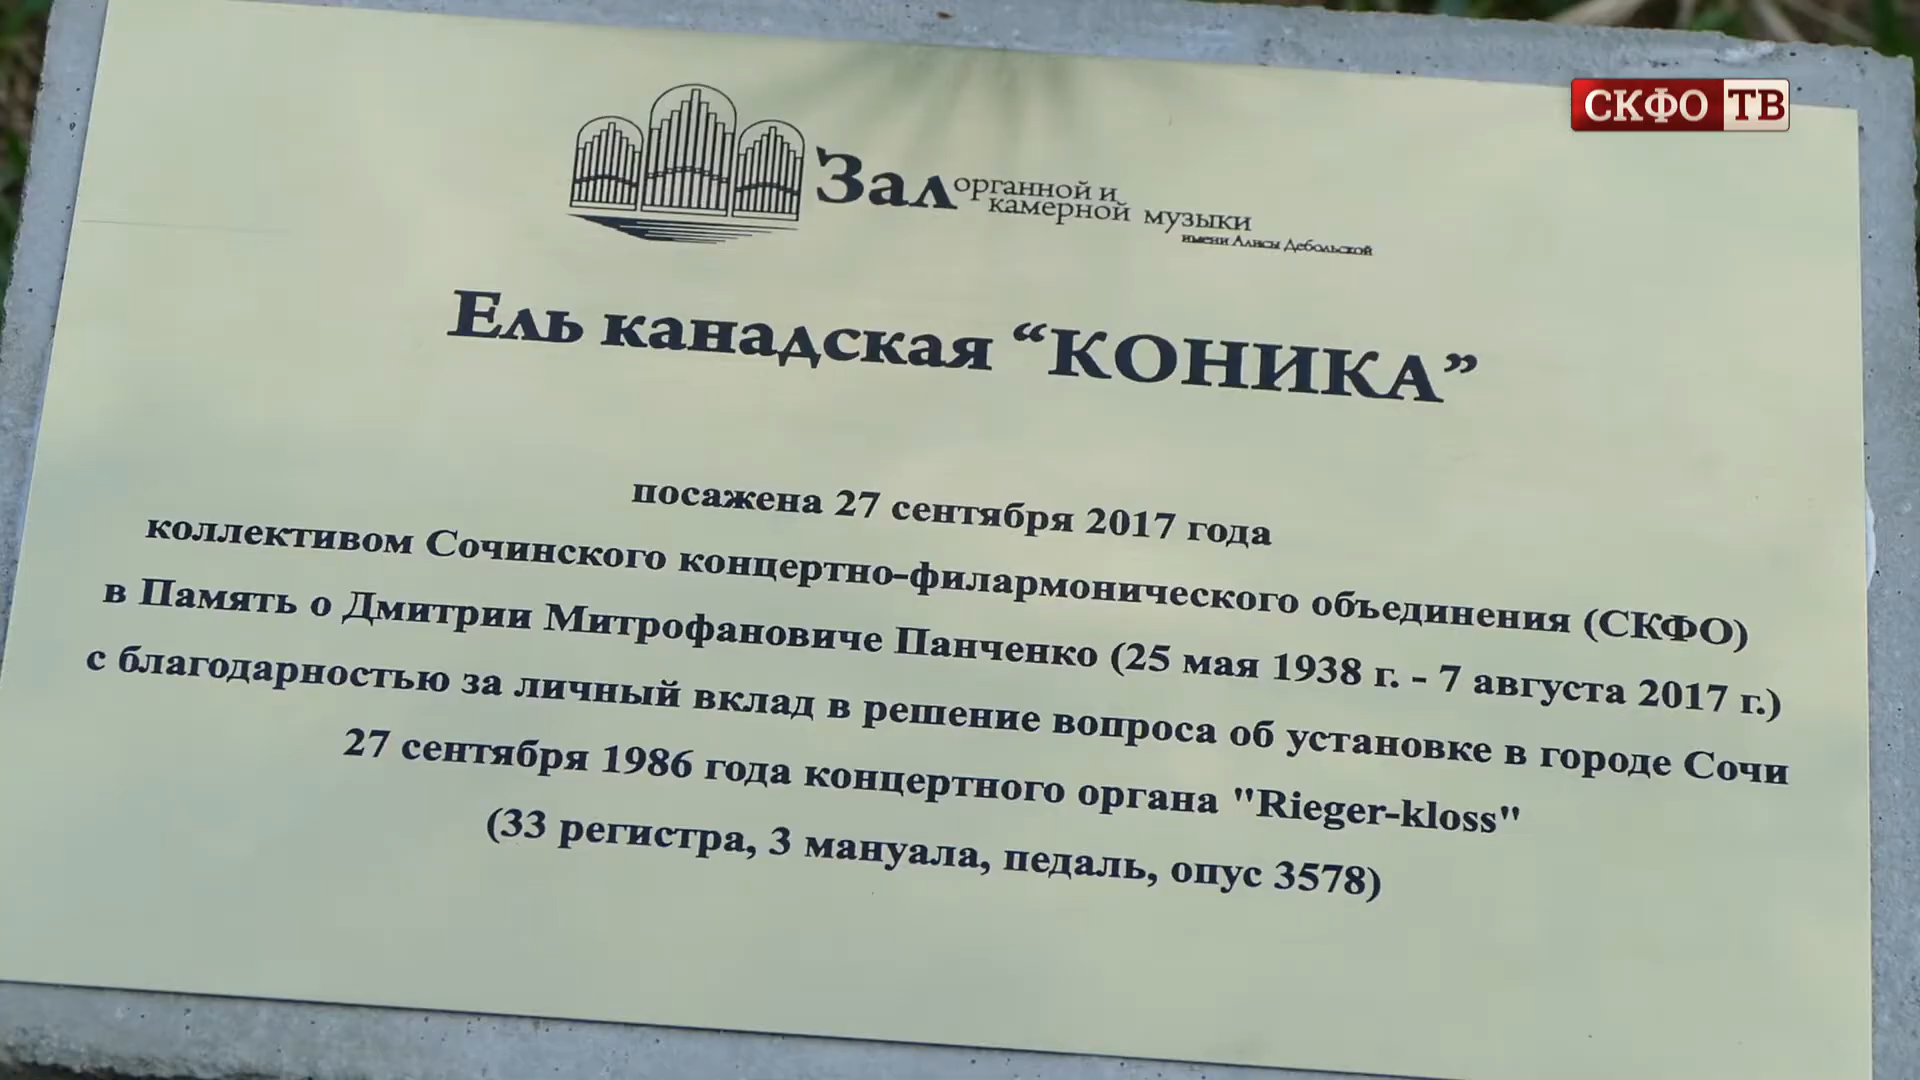 СКФО ТВ
Зал органной и
камерной музыки
имени Алисы Дебольской
Ель канадская “КОНИКА”
посажена 27 сентября 2017 года
коллективом Сочинского концертно-филармонического объединения (СКФО)
в Память о Дмитрии Митрофановиче Панченко (25 мая 1938 г. - 7 августа 2017 г.)
с благодарностью за личный вклад в решение вопроса об установке в городе Сочи
27 сентября 1986 года концертного органа "Rieger-kloss"
(33 регистра, 3 мануала, педаль, опус 3578)